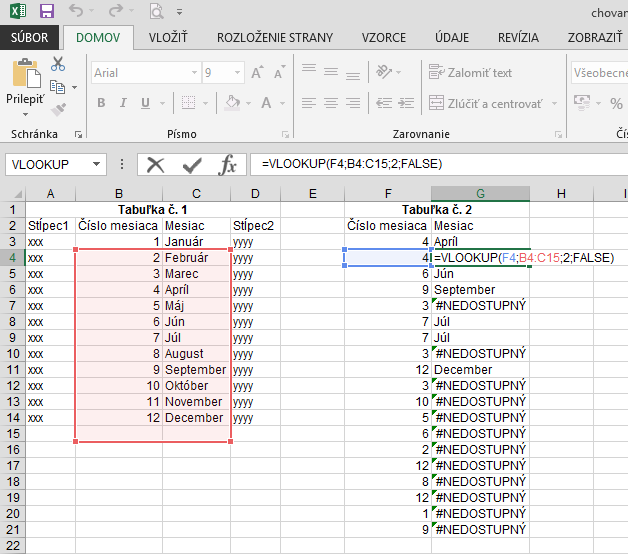 chovan
SÚBOR DOMOV VLOŽIŤ ROZLOŽENIE STRANY VZORCE ÚDAJE REVÍZIA ZOBRAZIŤ
Prilepiť
Arial 9
B I U A
Zalomiť text
Zlúčiť a centrovať
Všeobecné
%
Schránka Písmo Zarovnanie Čí
VLOOKUP =VLOOKUP(F4;B4:C15;2;FALSE)
A B C D E F G H I
1 Tabuľka č. 1 Tabuľka č. 2
2 Stĺpec1 Číslo mesiaca Mesiac Stĺpec2 Číslo mesiaca Mesiac
3 xxx 1 Január yyyy 4 Apríl
4 xxx 2 Február yyyy 4 =VLOOKUP(F4;B4:C15;2;FALSE)
5 xxx 3 Marec yyyy 6 Jún
6 xxx 4 Apríl yyyy 9 September
7 xxx 5 Máj yyyy 3 #NEDOSTUPNÝ
8 xxx 6 Jún yyyy 7 Júl
9 xxx 7 Júl yyyy 7 Júl
10 xxx 8 August yyyy 3 #NEDOSTUPNÝ
11 xxx 9 September yyyy 12 December
12 xxx 10 Október yyyy 3 #NEDOSTUPNÝ
13 xxx 11 November yyyy 10 #NEDOSTUPNÝ
14 xxx 12 December yyyy 5 #NEDOSTUPNÝ
15 6 #NEDOSTUPNÝ
16 2 #NEDOSTUPNÝ
17 12 #NEDOSTUPNÝ
18 8 #NEDOSTUPNÝ
19 12 #NEDOSTUPNÝ
20 1 #NEDOSTUPNÝ
21 9 #NEDOSTUPNÝ
22